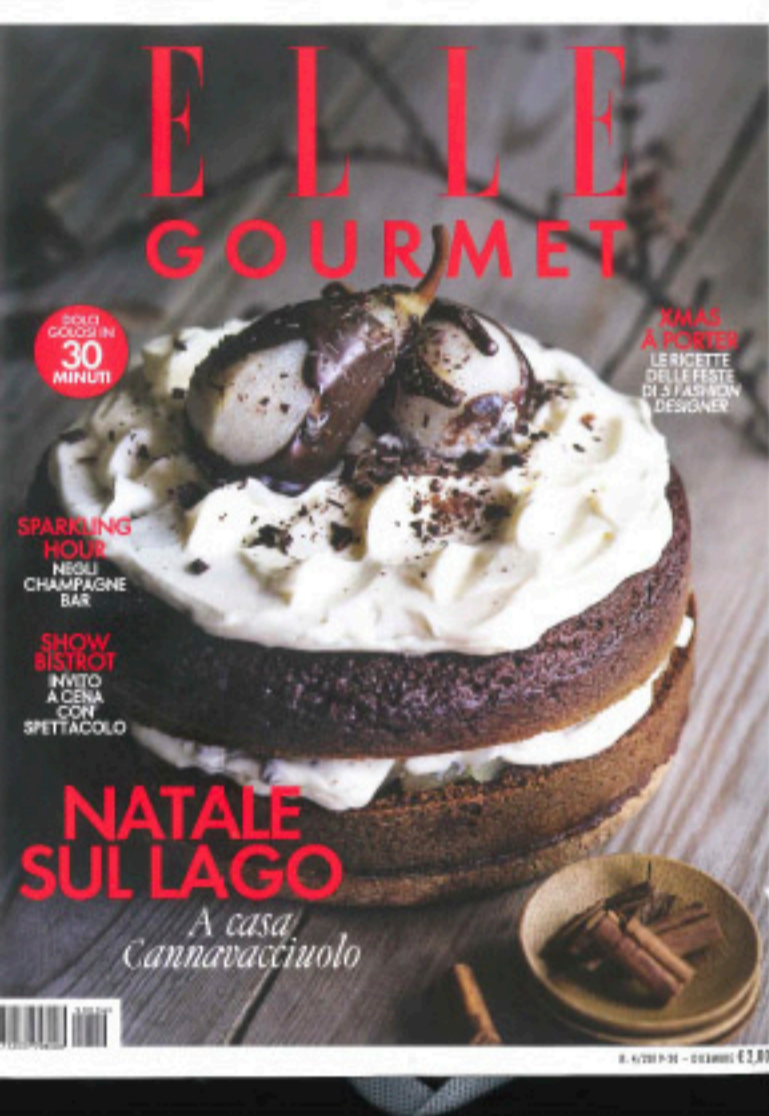 ELLE
GOURMET
DOLCI
GOLOSI IN
30
MINUTI
XMAS
À PORTER
LE RICETTE
DELLE FESTE
DI 5 FASHION
DESIGNER
SPARKLING
HOUR
NEGLI
CHAMPAGNE
BAR
SHOW
BISTROT
INVITO
A CENA
CON
SPETTACOLO
NATALE
SUL LAGO
A casa
Cannavacciuolo
DICEMBRE €